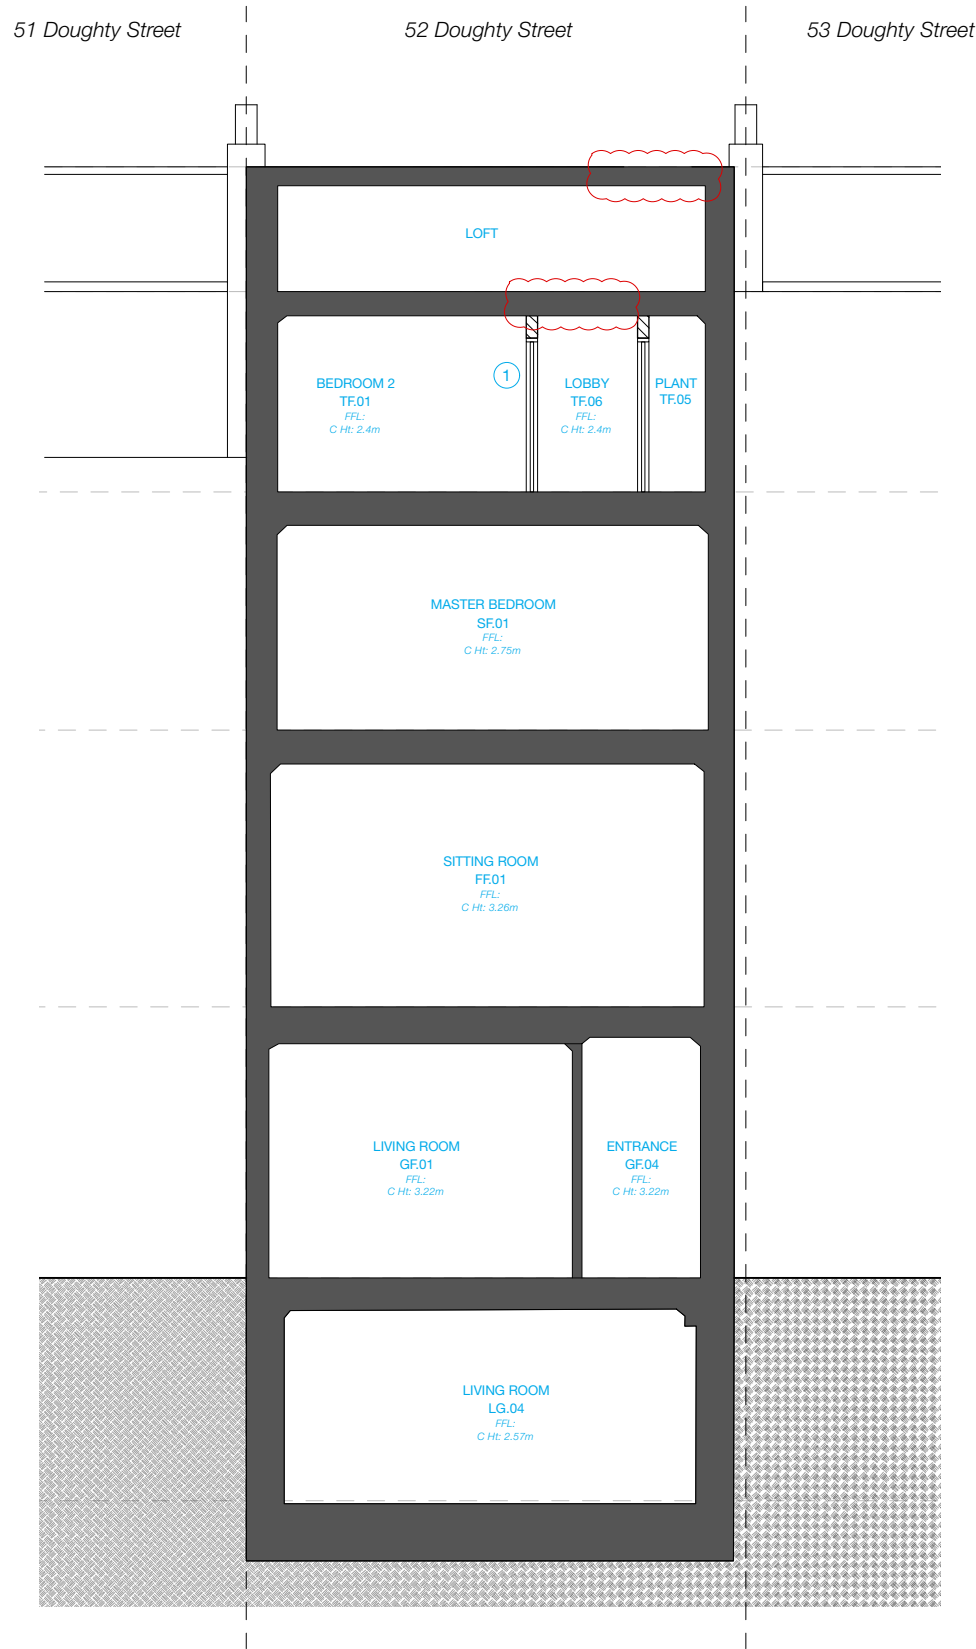 51 Doughty Street
52 Doughty Street
53 Doughty Street
LOFT
BEDROOM 2
TF.01
FFL:
C Ht: 2.4m
1
LOBBY
TF.06
FFL:
C Ht: 2.4m
PLANT
TF.05
MASTER BEDROOM
SF.01
FFL:
C Ht: 2.75m
SITTING ROOM
FF.01
FFL:
C Ht: 3.26m
LIVING ROOM
GF.01
FFL:
C Ht: 3.22m
ENTRANCE
GF.04
FFL:
C Ht: 3.22m
LIVING ROOM
LG.04
FFL:
C Ht: 2.57m